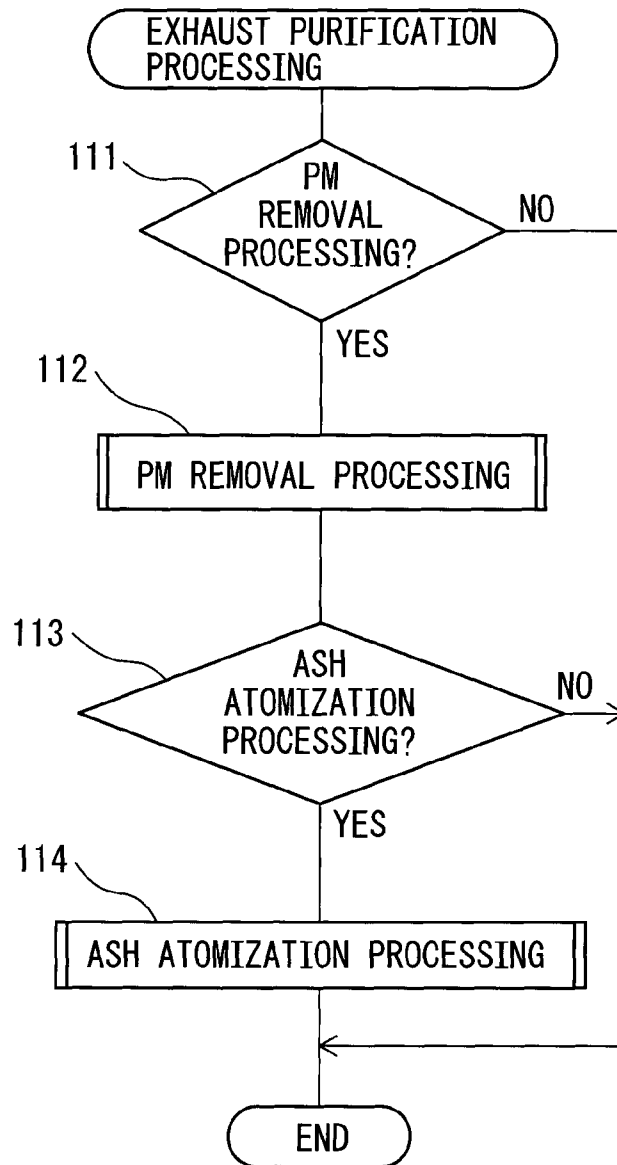 EXHAUST PURIFICATION
PROCESSING
111
PM
REMOVAL
PROCESSING?
NO
YES
112
PM REMOVAL PROCESSING
113
ASH
ATOMIZATION
PROCESSING?
NO
YES
114
ASH ATOMIZATION PROCESSING
END